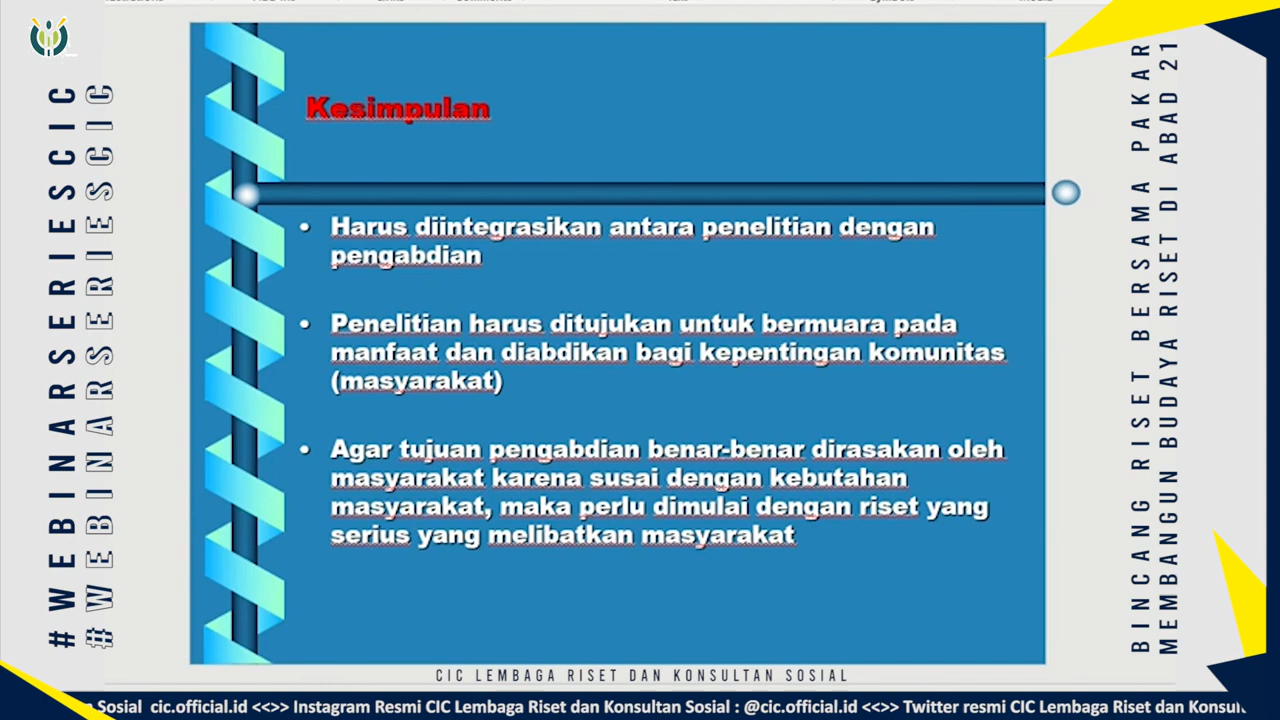 Kesimpulan
• Harus diintegrasikan antara penelitian dengan
pengabdian
• Penelitian harus ditujukan untuk bermuara pada
manfaat dan diabdikan bagi kepentingan komunitas
(masyarakat)
• Agar tujuan pengabdian benar-benar dirasakan oleh
masyarakat karena susai dengan kebutahan
masyarakat, maka perlu dimulai dengan riset yang
serius yang melibatkan masyarakat
#WEBINARSERIESCIC
#WEBINARSERIESCIC
BINCANG RISET BERSAMA PAKAR
MEMBANGUN BUDAYA RISET DI ABAD 21
CIC LEMBAGA RISET DAN KONSULTAN SOSIAL
Sosial cic.official.id <<>> Instagram Resmi CIC Lembaga Riset dan Konsultan Sosial : @cic.official.id <<>> Twitter resmi CIC Lembaga Riset dan